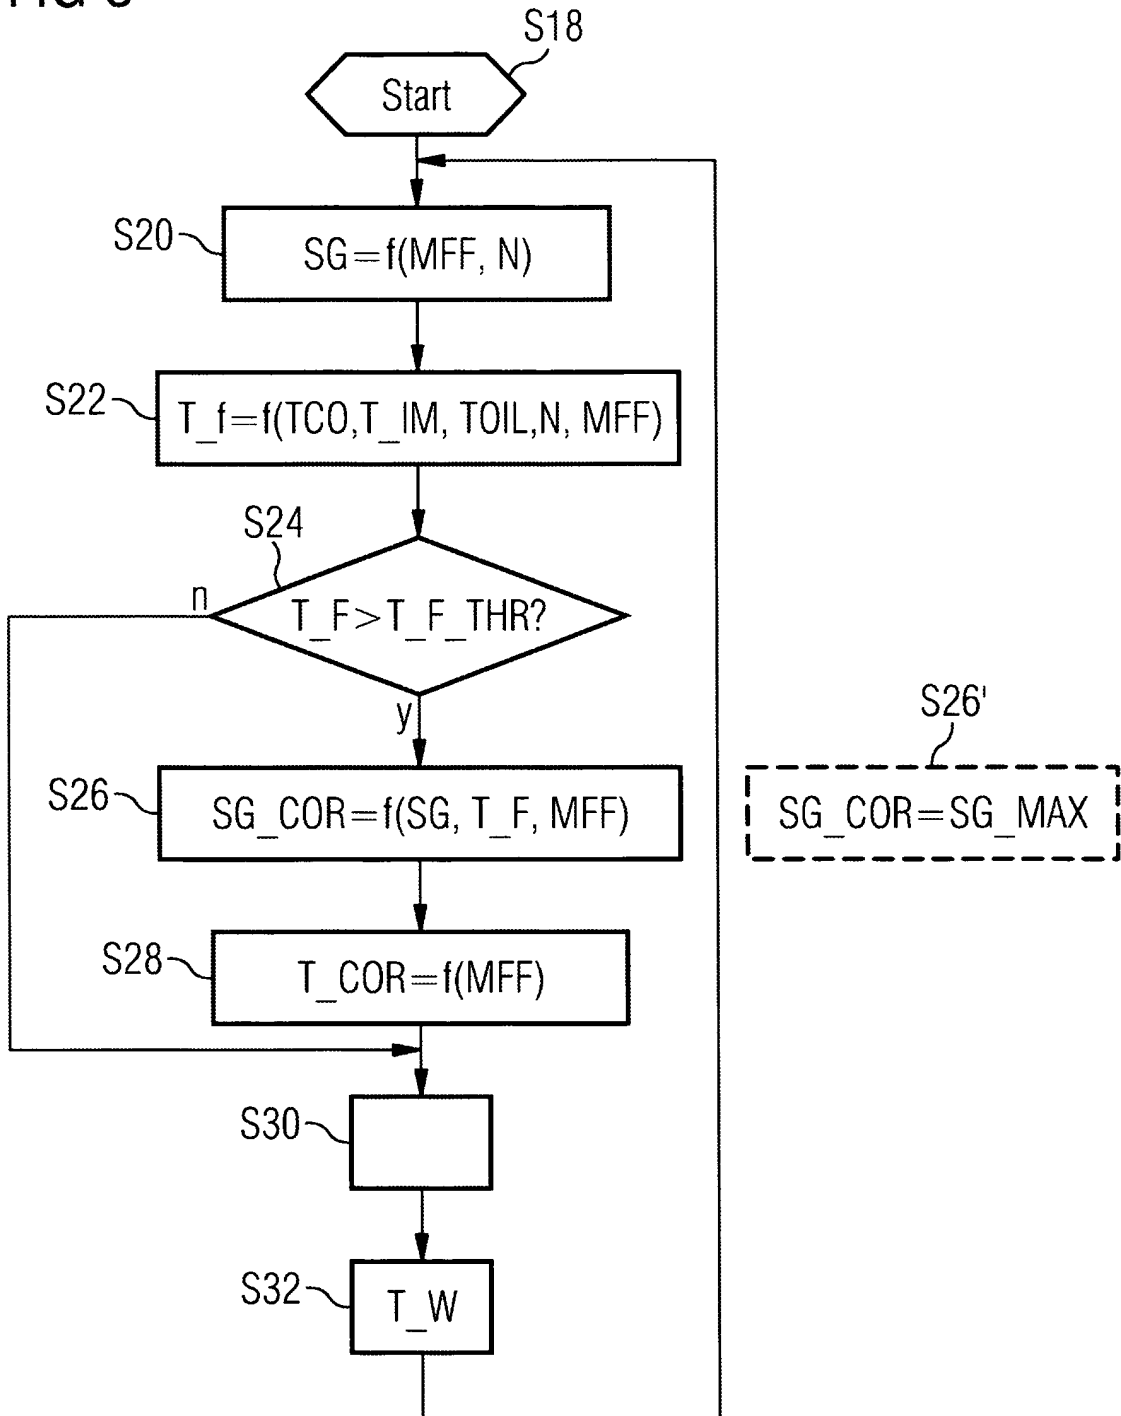 S18
Start
S20
SG=f(MFF, N)
S22
T_f=f(TCO,T_IM, TOIL,N, MFF)
S24
n
T_F>T_F_THR?
y
S26'
S26
SG_COR=f(SG, T_F, MFF)
SG_COR=SG_MAX
S28
T_COR=f(MFF)
S30
S32
T_W